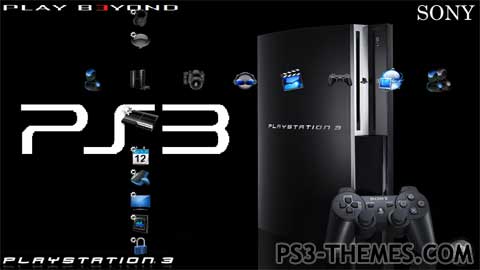 PLAY B3YOND
SONY
PS3
PLAYSTATION 3
12
SONY
PLAYSTATION.3
PS3-THEMES.COM